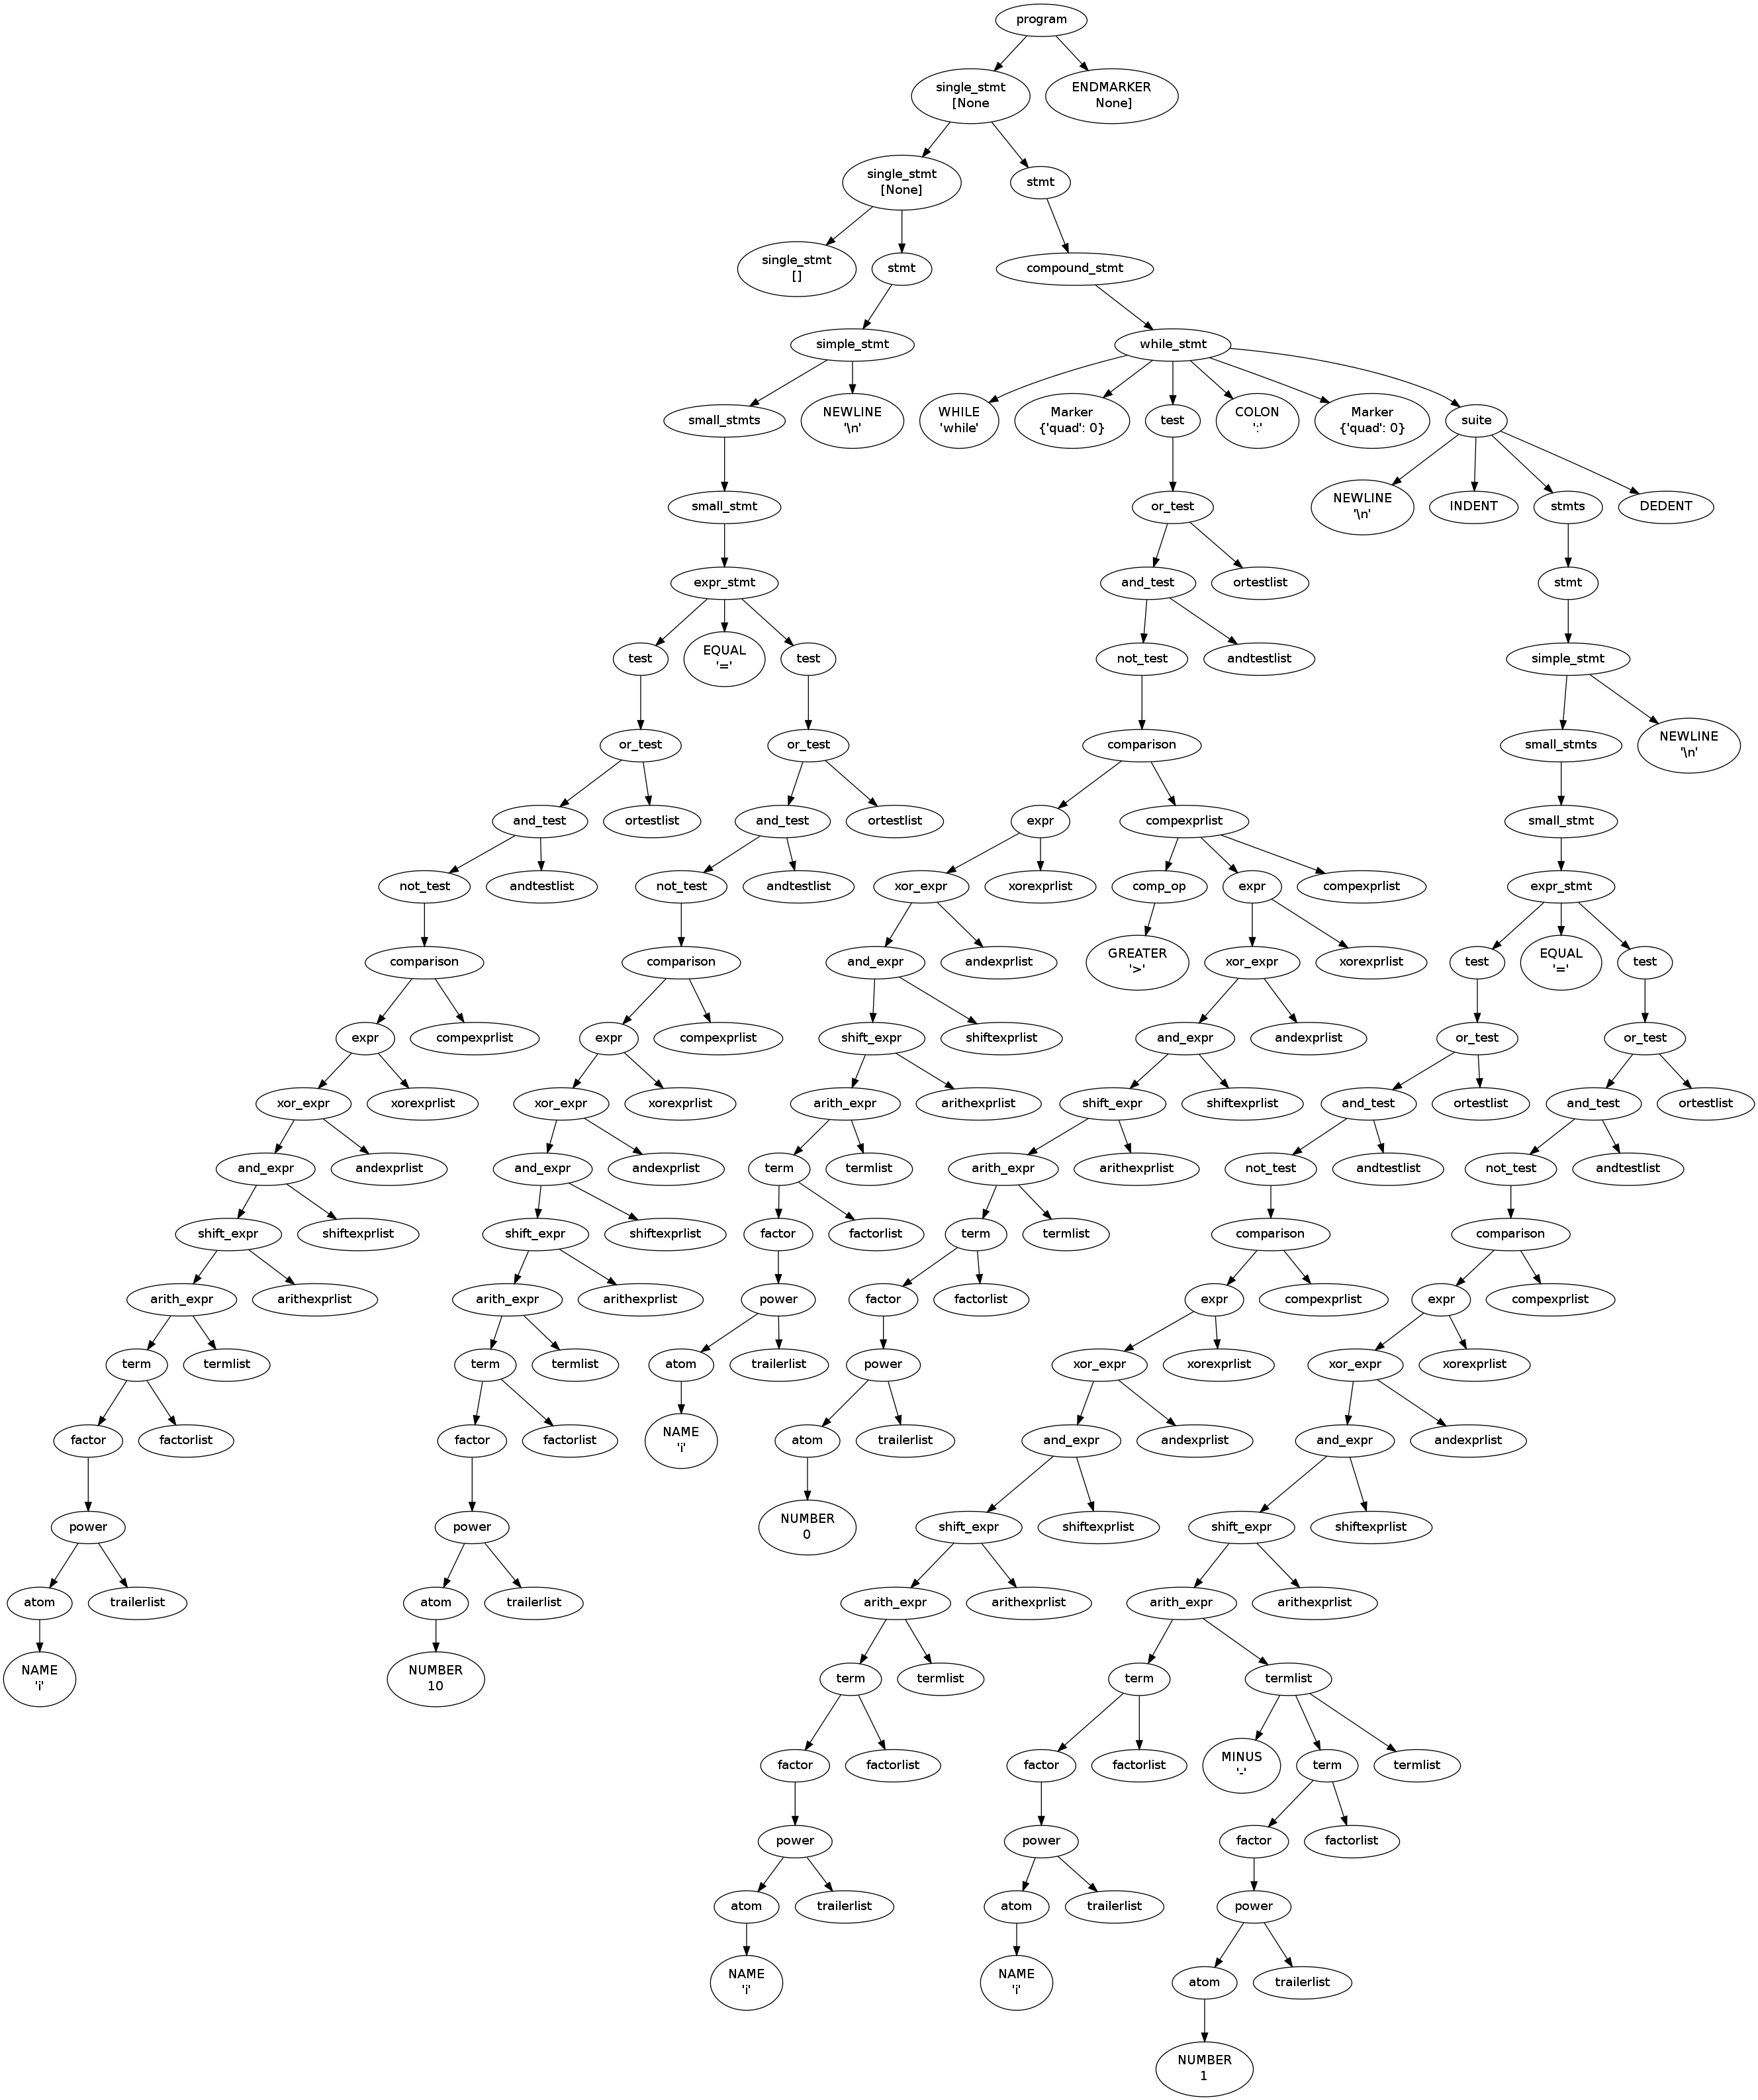 program
single_stmt
[None
ENDMARKER
None]
single_stmt
[None]
stmt
single_stmt
[]
stmt
compound_stmt
simple_stmt
while_stmt
small_stmts
NEWLINE
'\n'
WHILE
'while'
Marker
{'quad': 0}
test
COLON
':'
Marker
{'quad': 0}
suite
small_stmt
or_test
NEWLINE
'\n'
INDENT
stmts
DEDENT
expr_stmt
and_test
ortestlist
stmt
test
EQUAL
'='
test
not_test
andtestlist
simple_stmt
or_test
or_test
comparison
small_stmts
NEWLINE
'\n'
and_test
ortestlist
and_test
ortestlist
expr
compexprlist
small_stmt
not_test
andtestlist
not_test
andtestlist
xor_expr
xorexprlist
comp_op
expr
compexprlist
expr_stmt
comparison
comparison
and_expr
andexprlist
GREATER
'>'
xor_expr
xorexprlist
test
EQUAL
'='
test
expr
compexprlist
expr
compexprlist
shift_expr
shiftexprlist
and_expr
andexprlist
or_test
or_test
xor_expr
xorexprlist
xor_expr
xorexprlist
arith_expr
arithexprlist
shift_expr
shiftexprlist
and_test
ortestlist
and_test
ortestlist
and_expr
andexprlist
and_expr
andexprlist
term
termlist
arith_expr
arithexprlist
not_test
andtestlist
not_test
andtestlist
shift_expr
shiftexprlist
shift_expr
shiftexprlist
factor
factorlist
term
termlist
comparison
comparison
arith_expr
arithexprlist
arith_expr
arithexprlist
power
factor
factorlist
expr
compexprlist
expr
compexprlist
term
termlist
term
termlist
atom
trailerlist
power
xor_expr
xorexprlist
xor_expr
xorexprlist
factor
factorlist
factor
factorlist
NAME
'i'
atom
trailerlist
and_expr
andexprlist
and_expr
andexprlist
power
power
NUMBER
0
shift_expr
shiftexprlist
shift_expr
shiftexprlist
atom
trailerlist
atom
trailerlist
arith_expr
arithexprlist
arith_expr
arithexprlist
NAME
'i'
NUMBER
10
term
termlist
term
termlist
factor
factorlist
factor
factorlist
MINUS
'-'
term
termlist
power
power
factor
factorlist
atom
trailerlist
atom
trailerlist
power
NAME
'i'
NAME
'i'
atom
trailerlist
NUMBER
1